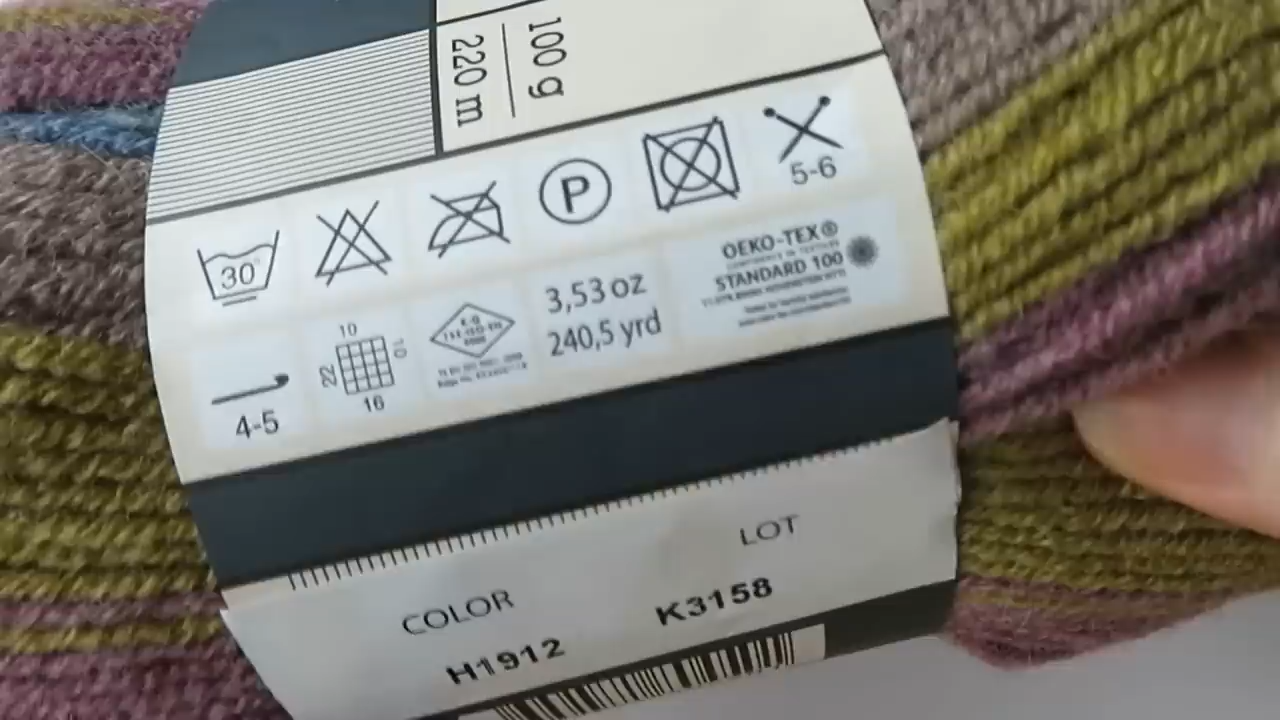 100 g
220 m
5-6
P
30°
OEKO-TEX®
STANDARD 100
3,53 oz
240,5 yrd
10
10
22
16
4-5
LOT
K3158
COLOR
H1912